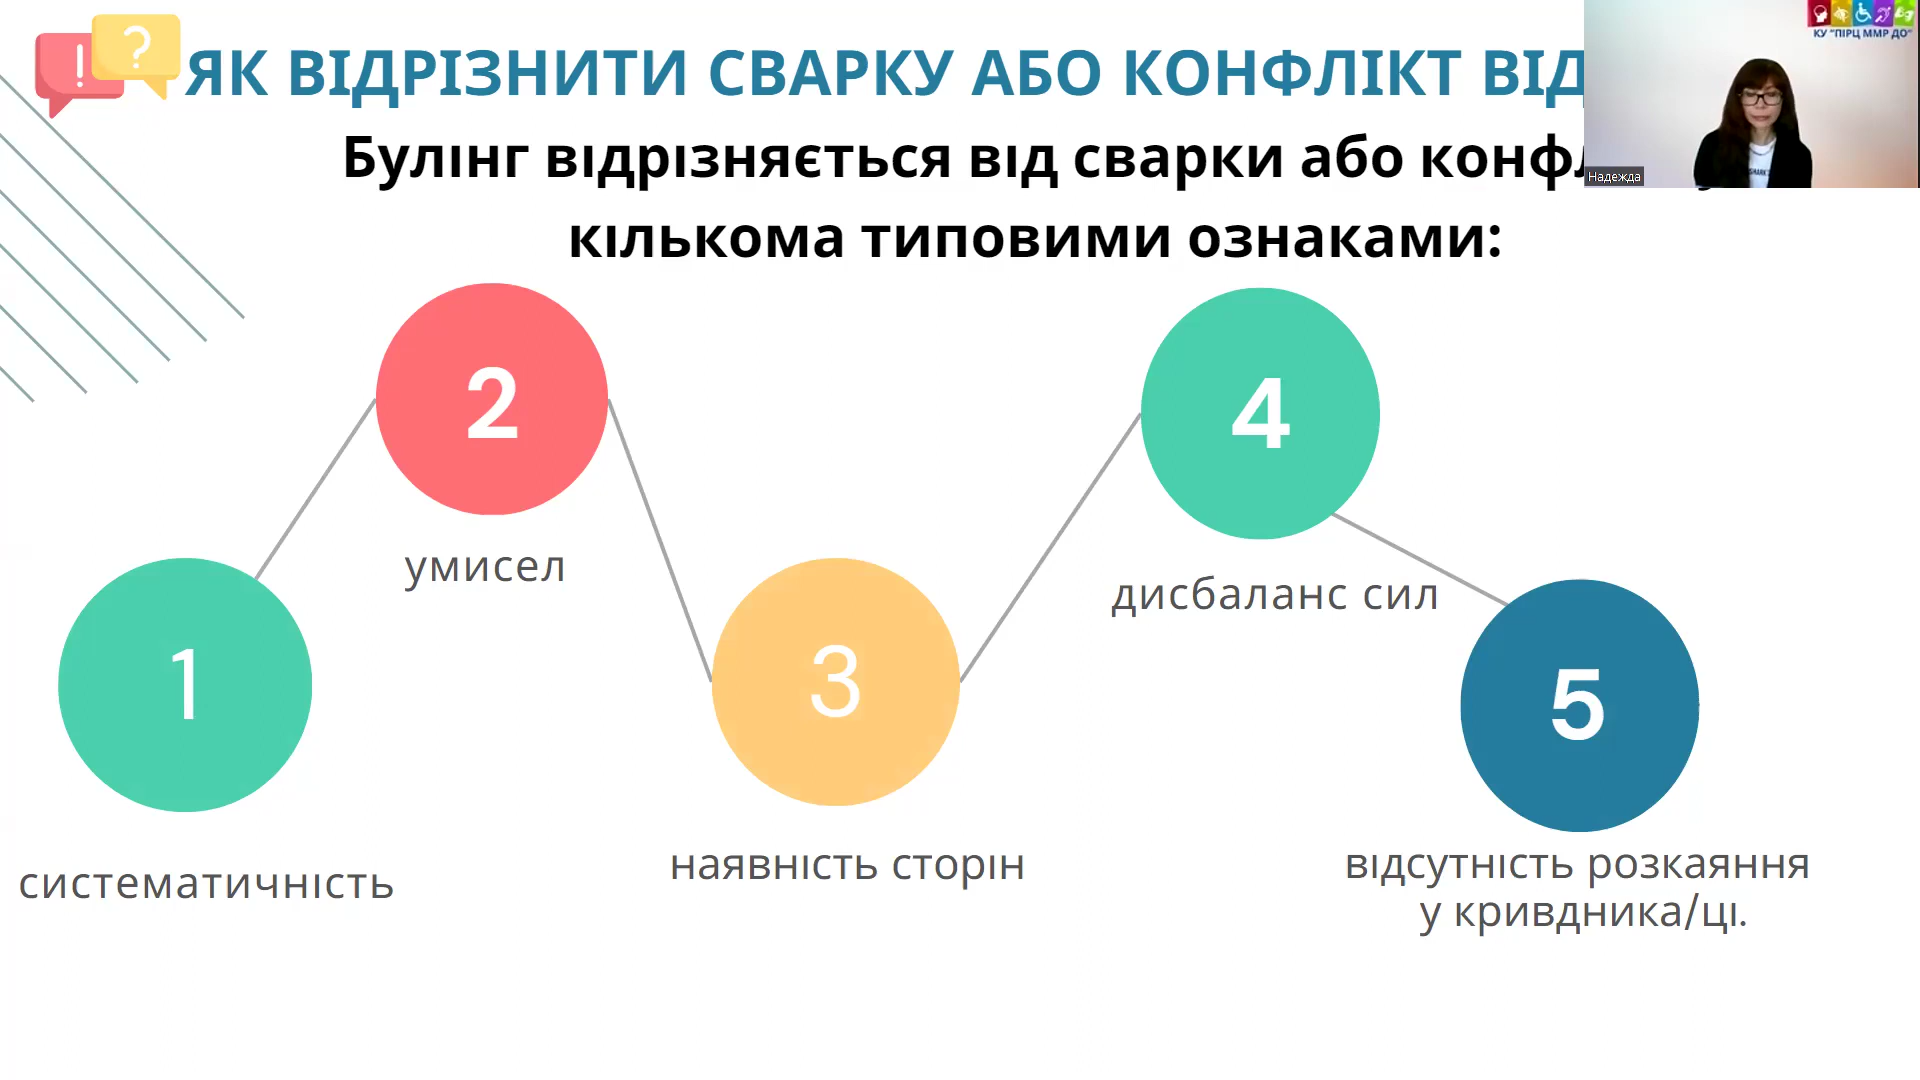 ! ?
ЯК ВІДРІЗНИТИ СВАРКУ АБО КОНФЛІКТ ВІД
Булінг відрізняється від сварки або конфл
кількома типовими ознаками:
КУ "ПІРЦ ММР ДО"
Надежда
1
систематичність
2
умисел
3
наявність сторін
4
дисбаланс сил
5
відсутність розкаяння
у кривдника/ці.